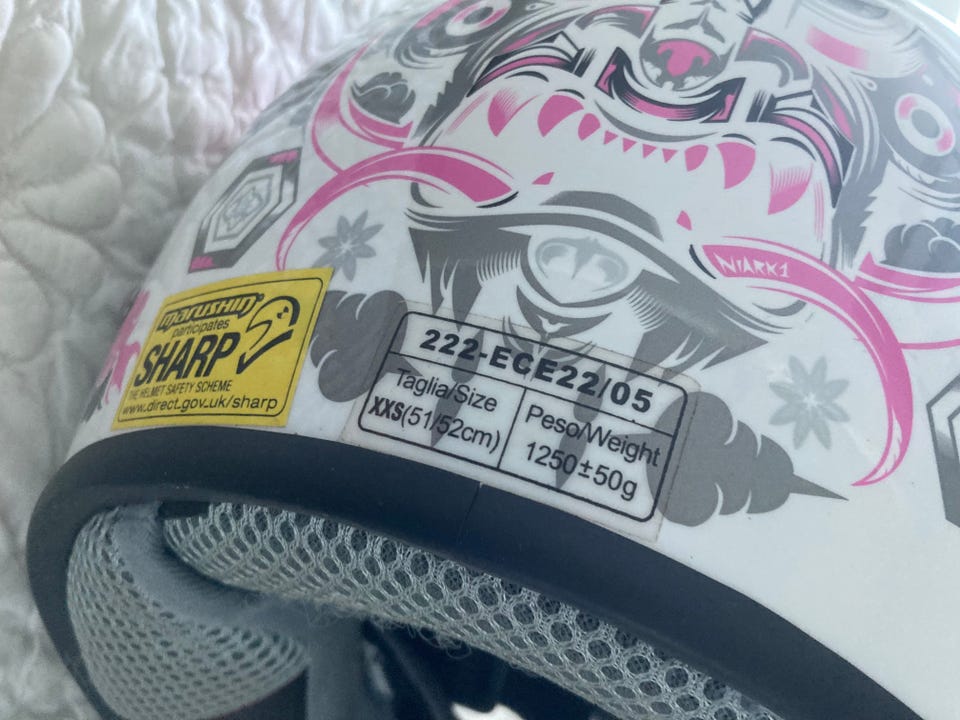 NIARK1
marushin®
participates
SHARP
THE HELMET SAFETY SCHEME
www.direct.gov.uk/sharp
222-ECE22/05
Taglia/Size
XXS(51/52cm)
Peso/Weight
1250±50g